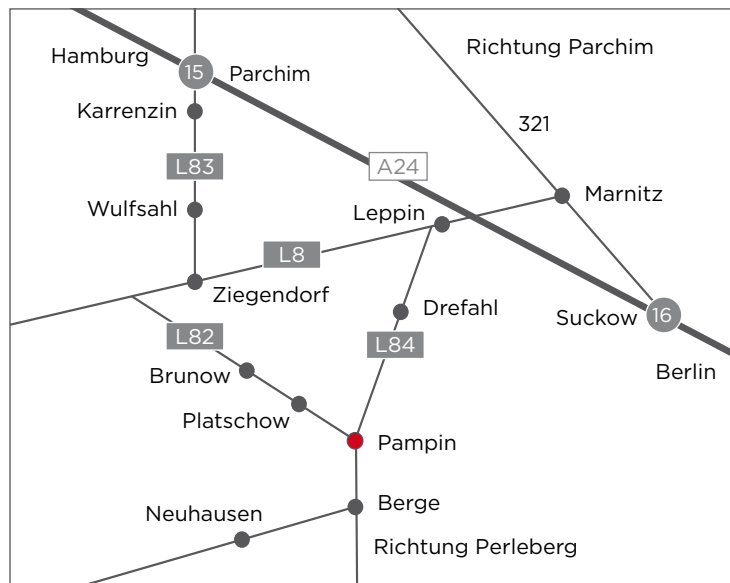 Richtung Parchim
Hamburg
15
Parchim
Karrenzin
321
L83
A24
Marnitz
Wulfsahl
Leppin
L8
Ziegendorf
Drefahl
Suckow
16
L82
L84
Brunow
Berlin
Platschow
Pampin
Berge
Neuhausen
Richtung Perleberg